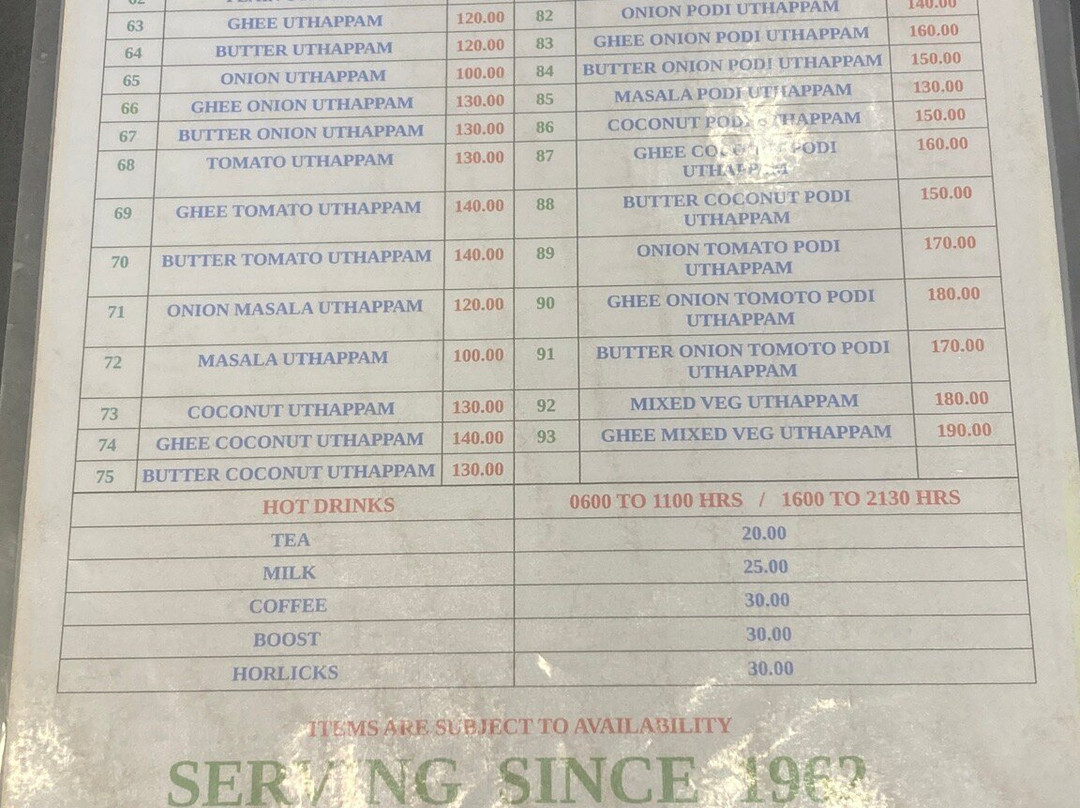 63 GHEE UTHAPPAM 120.00 82 ONION PODI UTHAPPAM 140.00
64 BUTTER UTHAPPAM 120.00 83 GHEE ONION PODI UTHAPPAM 160.00
65 ONION UTHAPPAM 100.00 84 BUTTER ONION PODI UTHAPPAM 150.00
66 GHEE ONION UTHAPPAM 130.00 85 MASALA PODI UTHAPPAM 130.00
67 BUTTER ONION UTHAPPAM 130.00 86 COCONUT PODI UTHAPPAM 150.00
68 TOMATO UTHAPPAM 130.00 87 GHEE COCONUT PODI 160.00
UTHAPPAM
69 GHEE TOMATO UTHAPPAM 140.00 88 BUTTER COCONUT PODI 150.00
UTHAPPAM
70 BUTTER TOMATO UTHAPPAM 140.00 89 ONION TOMATO PODI 170.00
UTHAPPAM
71 ONION MASALA UTHAPPAM 120.00 90 GHEE ONION TOMOTO PODI 180.00
UTHAPPAM
72 MASALA UTHAPPAM 100.00 91 BUTTER ONION TOMOTO PODI 170.00
UTHAPPAM
73 COCONUT UTHAPPAM 130.00 92 MIXED VEG UTHAPPAM 180.00
74 GHEE COCONUT UTHAPPAM 140.00 93 GHEE MIXED VEG UTHAPPAM 190.00
75 BUTTER COCONUT UTHAPPAM 130.00
HOT DRINKS 0600 TO 1100 HRS / 1600 TO 2130 HRS
TEA 20.00
MILK 25.00
COFFEE 30.00
BOOST 30.00
HORLICKS 30.00
ITEMS ARE SUBJECT TO AVAILABILITY
SERVING SINCE